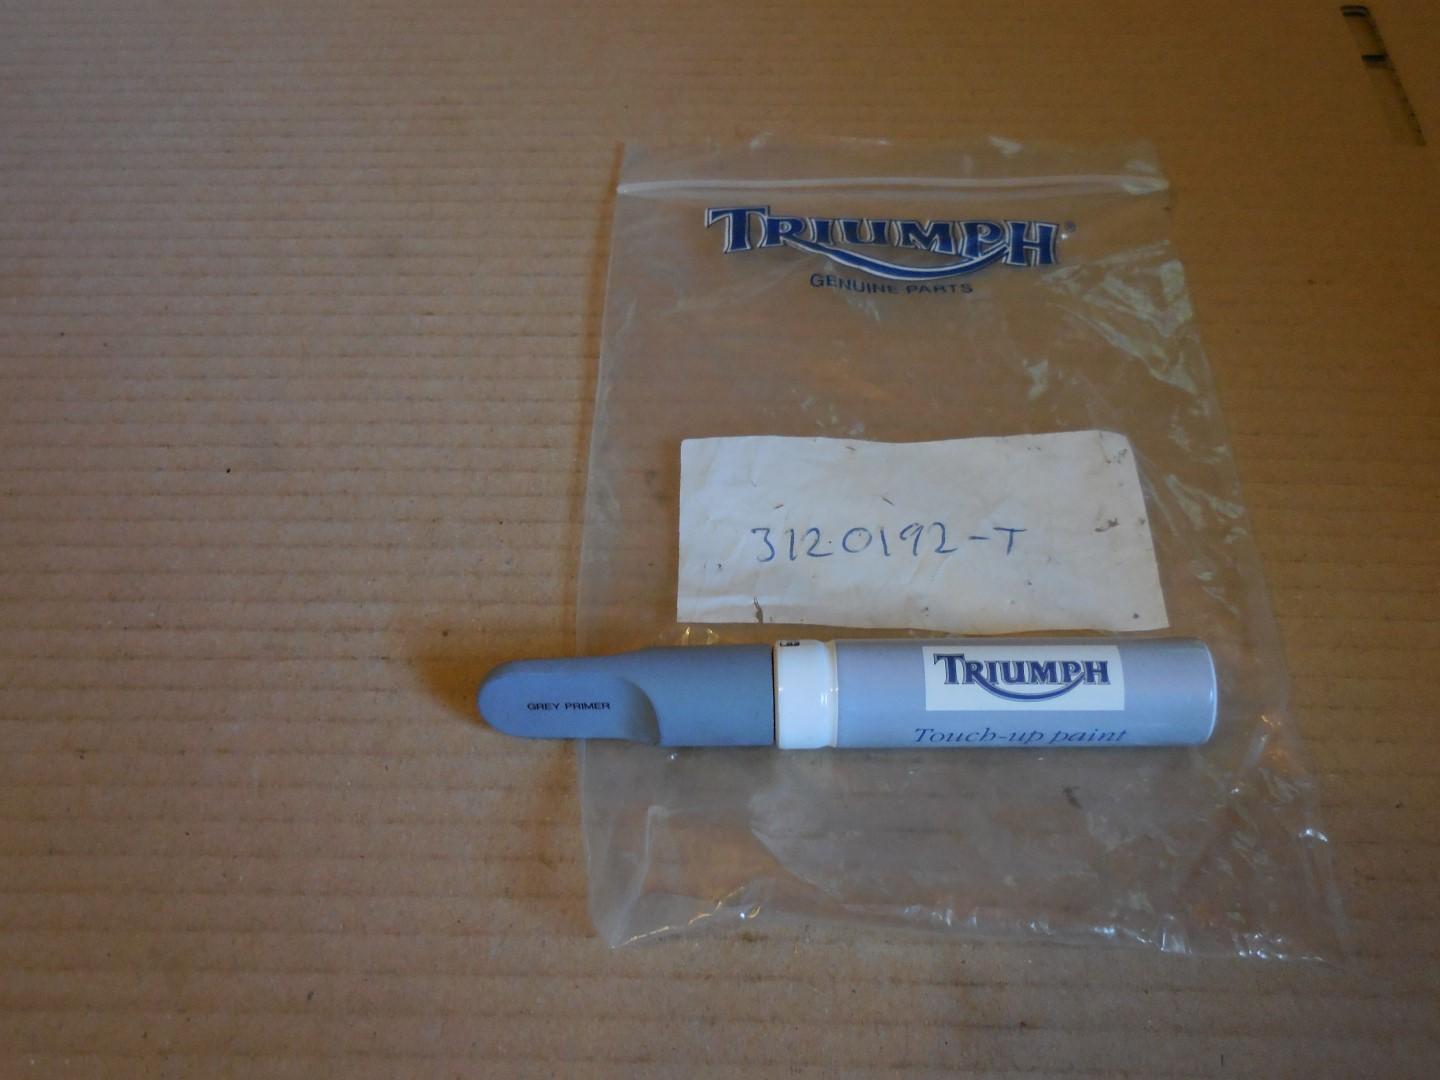 TRIUMPH®
GENUINE PARTS
3120192-T
GREY PRIMER
TRIUMPH
Touch-up paint